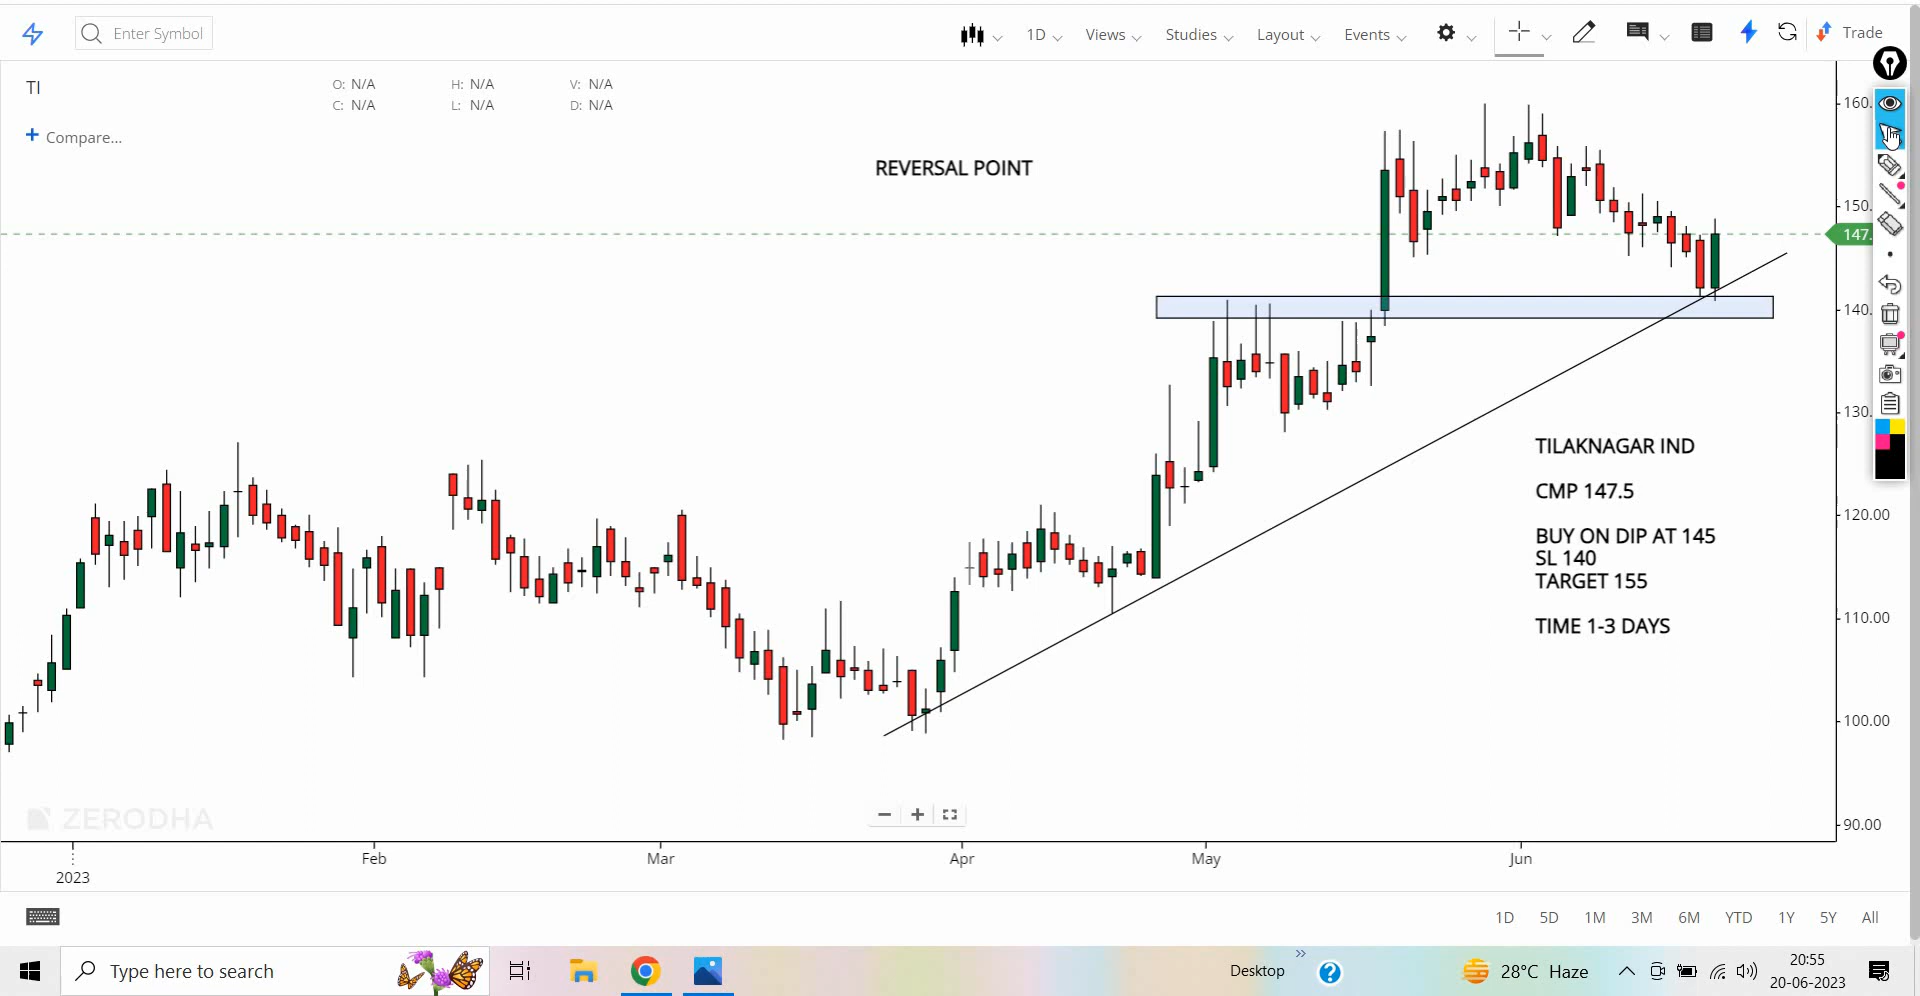 Enter Symbol
1D
Views
Studies
Layout
Events
Trade
TI
O: N/A
H: N/A
V: N/A
C: N/A
L: N/A
D: N/A
+ Compare...
REVERSAL POINT
160.
150.
147.
140.
130.
120.00
110.00
100.00
90.00
TILAKNAGAR IND
CMP 147.5
BUY ON DIP AT 145
SL 140
TARGET 155
TIME 1-3 DAYS
ZERODHA
Feb
Mar
Apr
May
Jun
2023
1D 5D 1M 3M 6M YTD 1Y 5Y All
Type here to search
Desktop
28°C Haze
20:55
20-06-2023